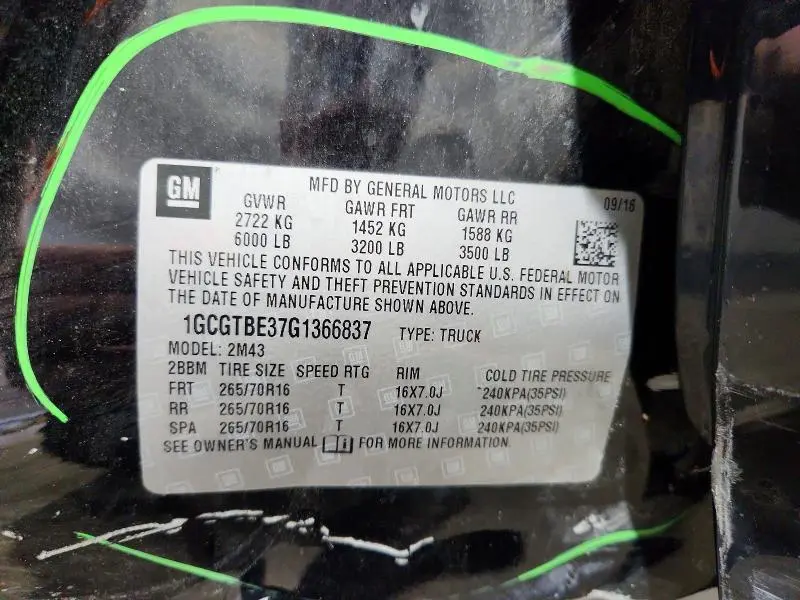 GM
MFD BY GENERAL MOTORS LLC 09/16
GVWR GAWR FRT GAWR RR
2722 KG 1452 KG 1588 KG
6000 LB 3200 LB 3500 LB
THIS VEHICLE CONFORMS TO ALL APPLICABLE U.S. FEDERAL MOTOR
VEHICLE SAFETY AND THEFT PREVENTION STANDARDS IN EFFECT ON
THE DATE OF MANUFACTURE SHOWN ABOVE.
1GCGTBE37G1366837 TYPE: TRUCK
MODEL: 2M43
2BBM TIRE SIZE SPEED RTG RIM COLD TIRE PRESSURE
FRT 265/70R16 T 16X7.0J 240KPA(35PSI)
RR 265/70R16 T 16X7.0J 240KPA(35PSI)
SPA 265/70R16 T 16X7.0J 240KPA(35PSI)
SEE OWNER'S MANUAL FOR MORE INFORMATION.